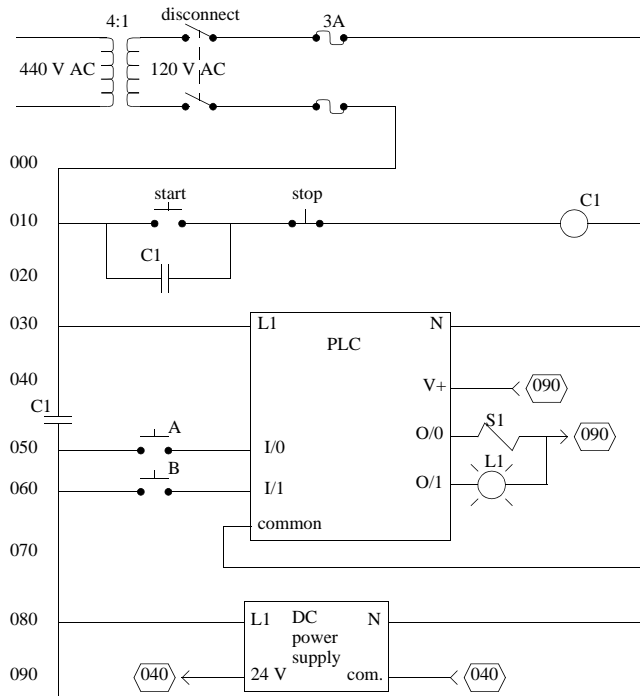 4:1 disconnect 3A
440 V AC 120 V AC
000
start stop C1
010
C1
020
030 L1 N
PLC
040 V+ 090
C1
A O/0 S1 090
050 I/0
B L1
060 I/1 O/1
common
070
080 L1 DC N
power
supply
090 040 24 V com. 040